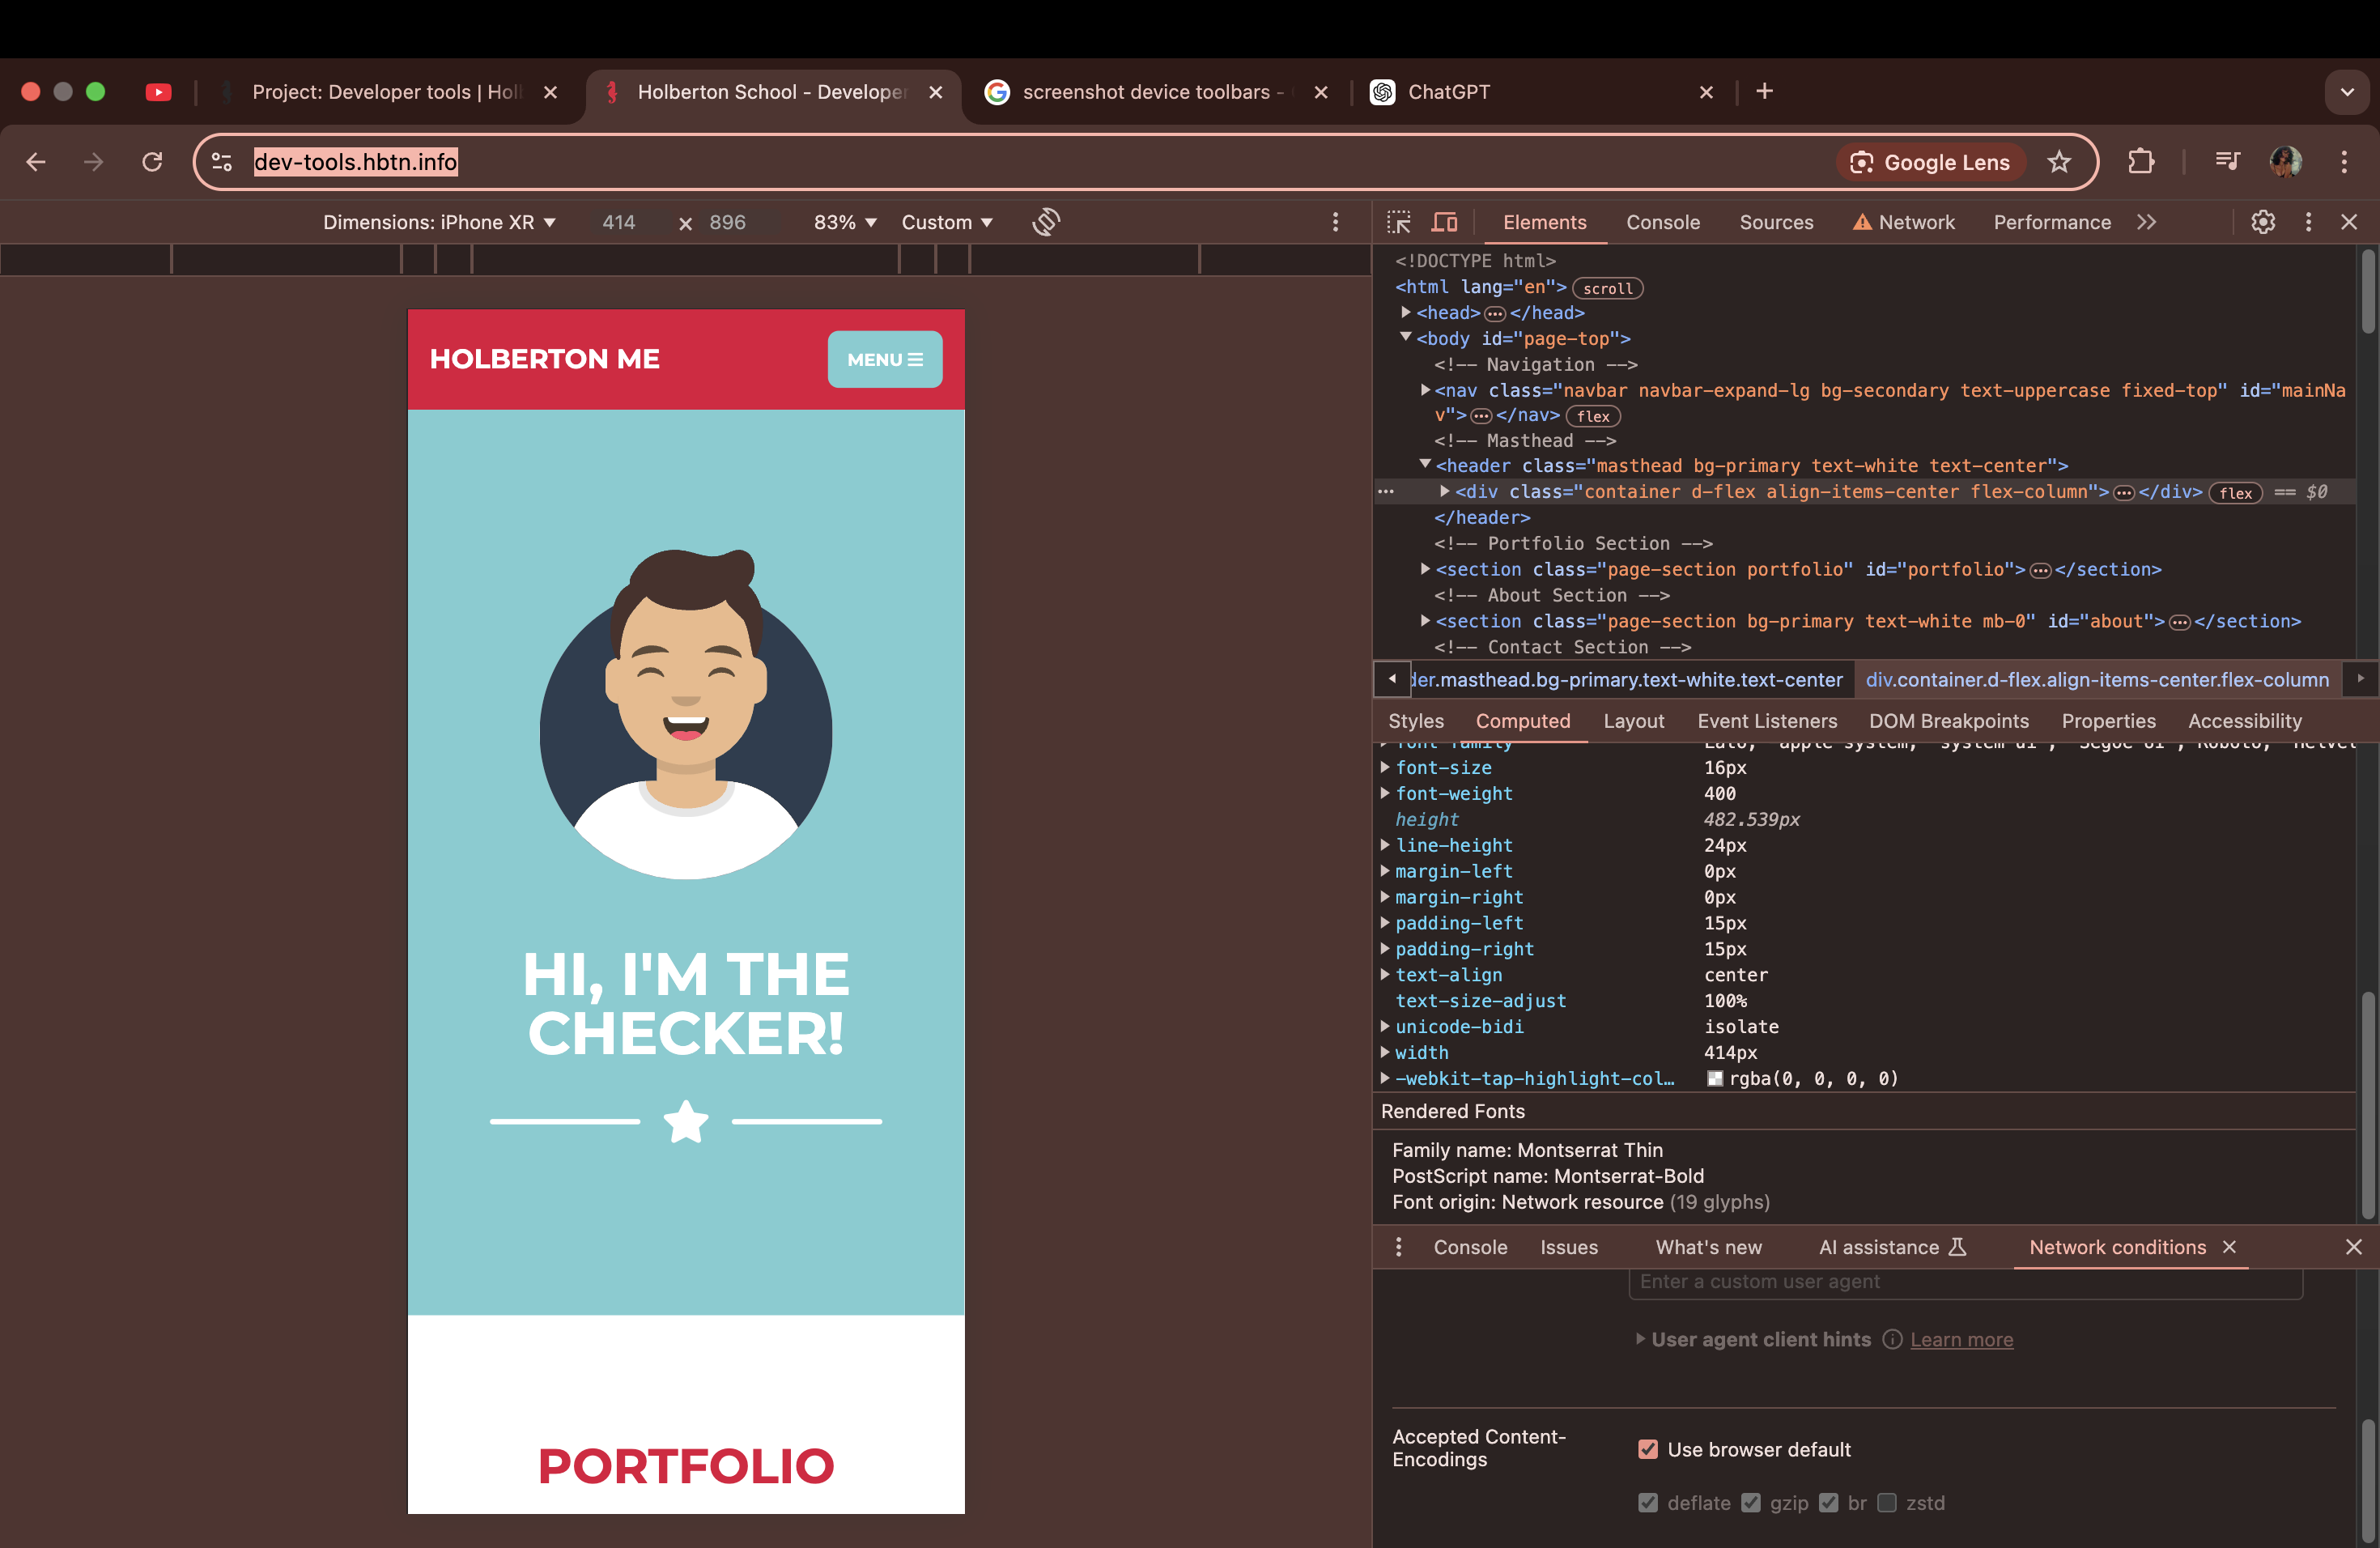 Project: Developer tools | Hol
Holberton School - Developer
screenshot device toolbars -
ChatGPT
dev-tools.hbtn.info
Google Lens
Dimensions: iPhone XR
414 × 896
83%
Custom
HOLBERTON ME
MENU
HI, I'M THE
CHECKER!
PORTFOLIO
Elements
Console
Sources
Network
Performance
<!DOCTYPE html>
<html lang="en"> scroll
<head>…</head>
<body id="page-top">
<!-- Navigation -->
<nav class="navbar navbar-expand-lg bg-secondary text-uppercase fixed-top" id="mainNa
v">…</nav> flex
<!-- Masthead -->
<header class="masthead bg-primary text-white text-center">
<div class="container d-flex align-items-center flex-column">…</div> flex == $0
</header>
<!-- Portfolio Section -->
<section class="page-section portfolio" id="portfolio">…</section>
<!-- About Section -->
<section class="page-section bg-primary text-white mb-0" id="about">…</section>
<!-- Contact Section -->
der.masthead.bg-primary.text-white.text-center
div.container.d-flex.align-items-center.flex-column
Styles
Computed
Layout
Event Listeners
DOM Breakpoints
Properties
Accessibility
font-size 16px
font-weight 400
height 482.539px
line-height 24px
margin-left 0px
margin-right 0px
padding-left 15px
padding-right 15px
text-align center
text-size-adjust 100%
unicode-bidi isolate
width 414px
-webkit-tap-highlight-col… rgba(0, 0, 0, 0)
Rendered Fonts
Family name: Montserrat Thin
PostScript name: Montserrat-Bold
Font origin: Network resource (19 glyphs)
Console
Issues
What's new
AI assistance
Network conditions
Enter a custom user agent
User agent client hints Learn more
Accepted Content-
Encodings
Use browser default
deflate gzip br zstd